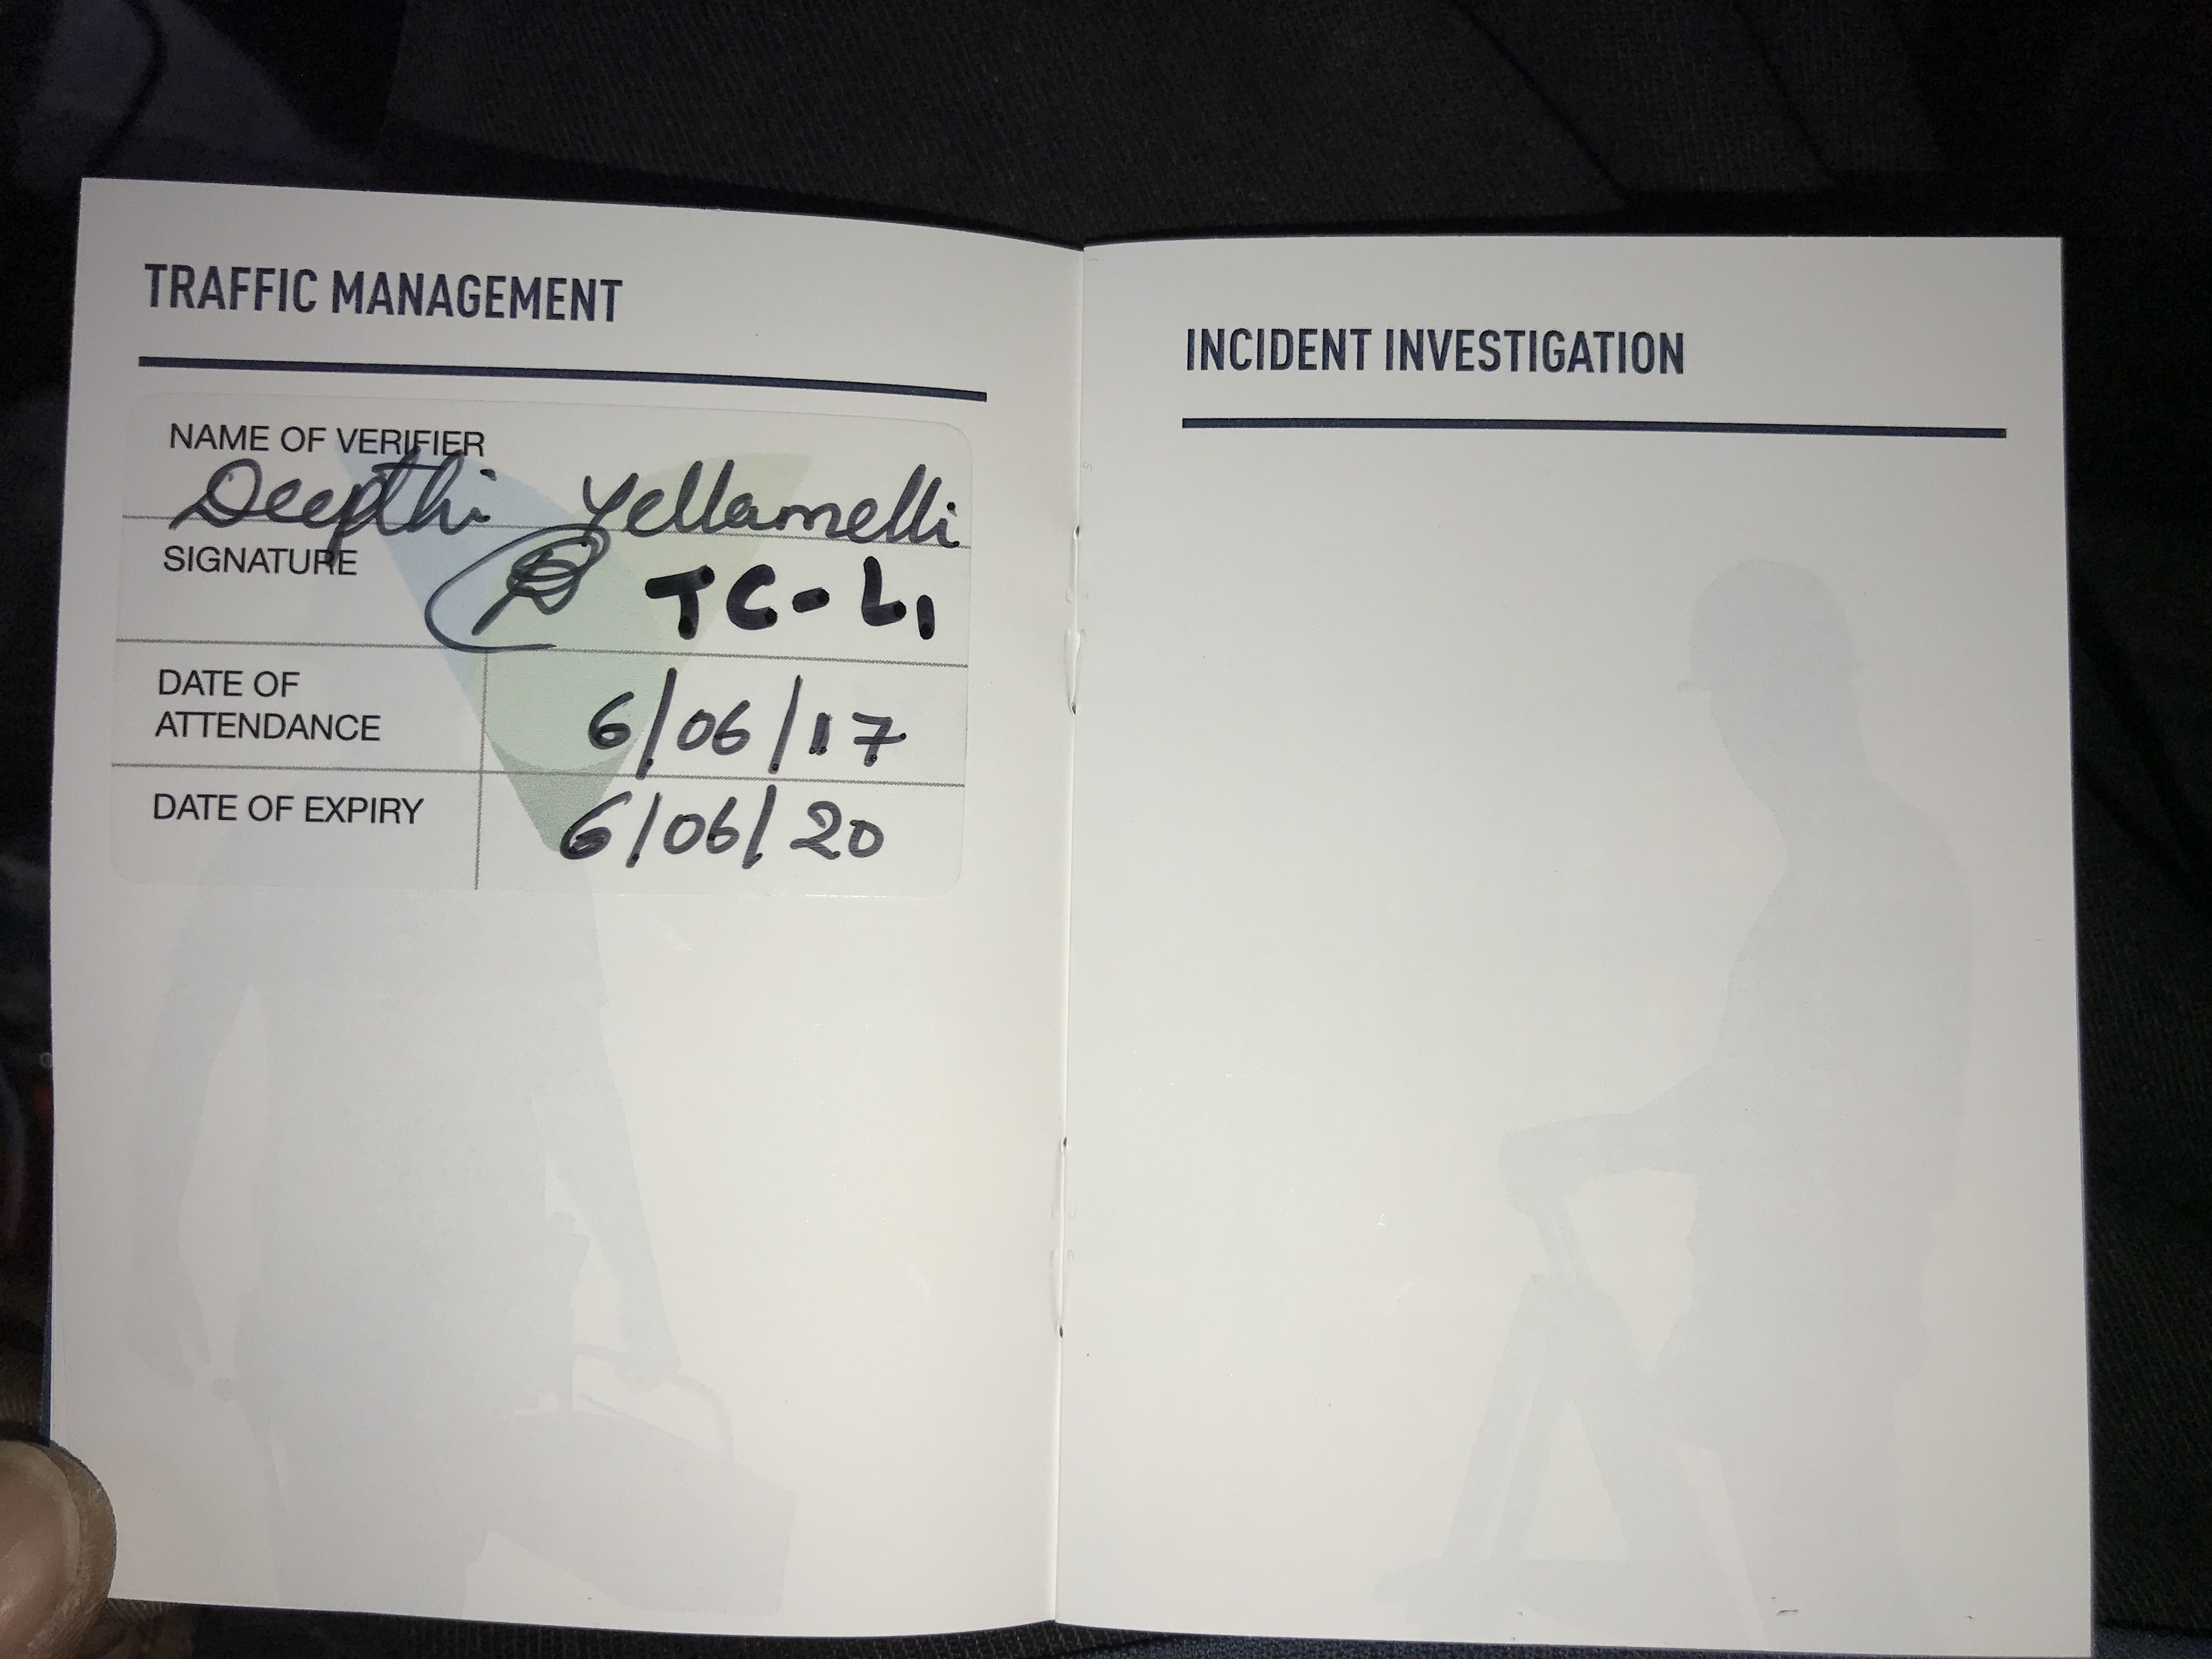 TRAFFIC MANAGEMENT
NAME OF VERIFIER
Deepthi Yellamelli
SIGNATURE
TC-L1
DATE OF
ATTENDANCE
6/06/17
DATE OF EXPIRY
6/06/20
INCIDENT INVESTIGATION